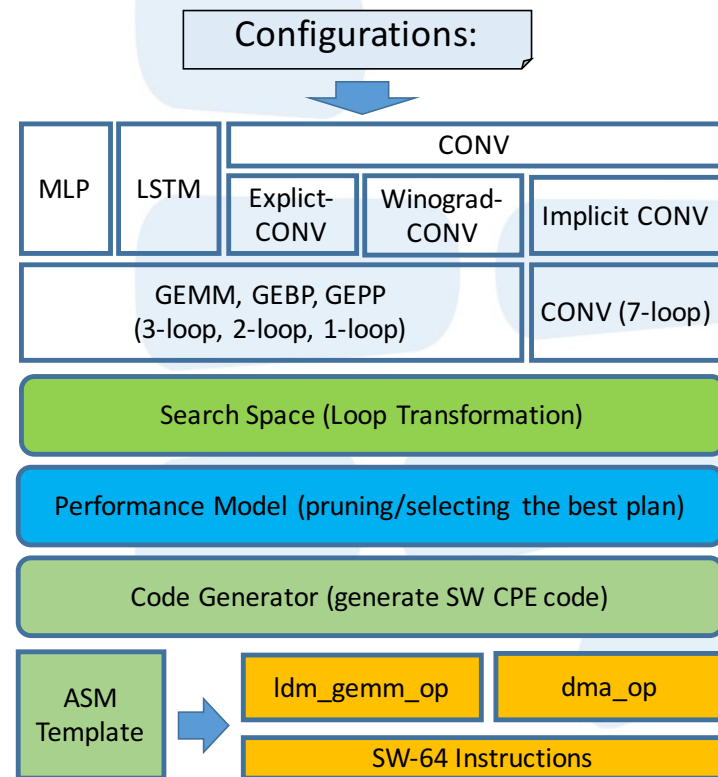 Configurations:
CONV
MLP
LSTM
Explict-
CONV
Winograd-
CONV
Implicit CONV
GEMM, GEBP, GEPP
(3-loop, 2-loop, 1-loop)
CONV (7-loop)
Search Space (Loop Transformation)
Performance Model (pruning/selecting the best plan)
Code Generator (generate SW CPE code)
ASM
Template
ldm_gemm_op
dma_op
SW-64 Instructions